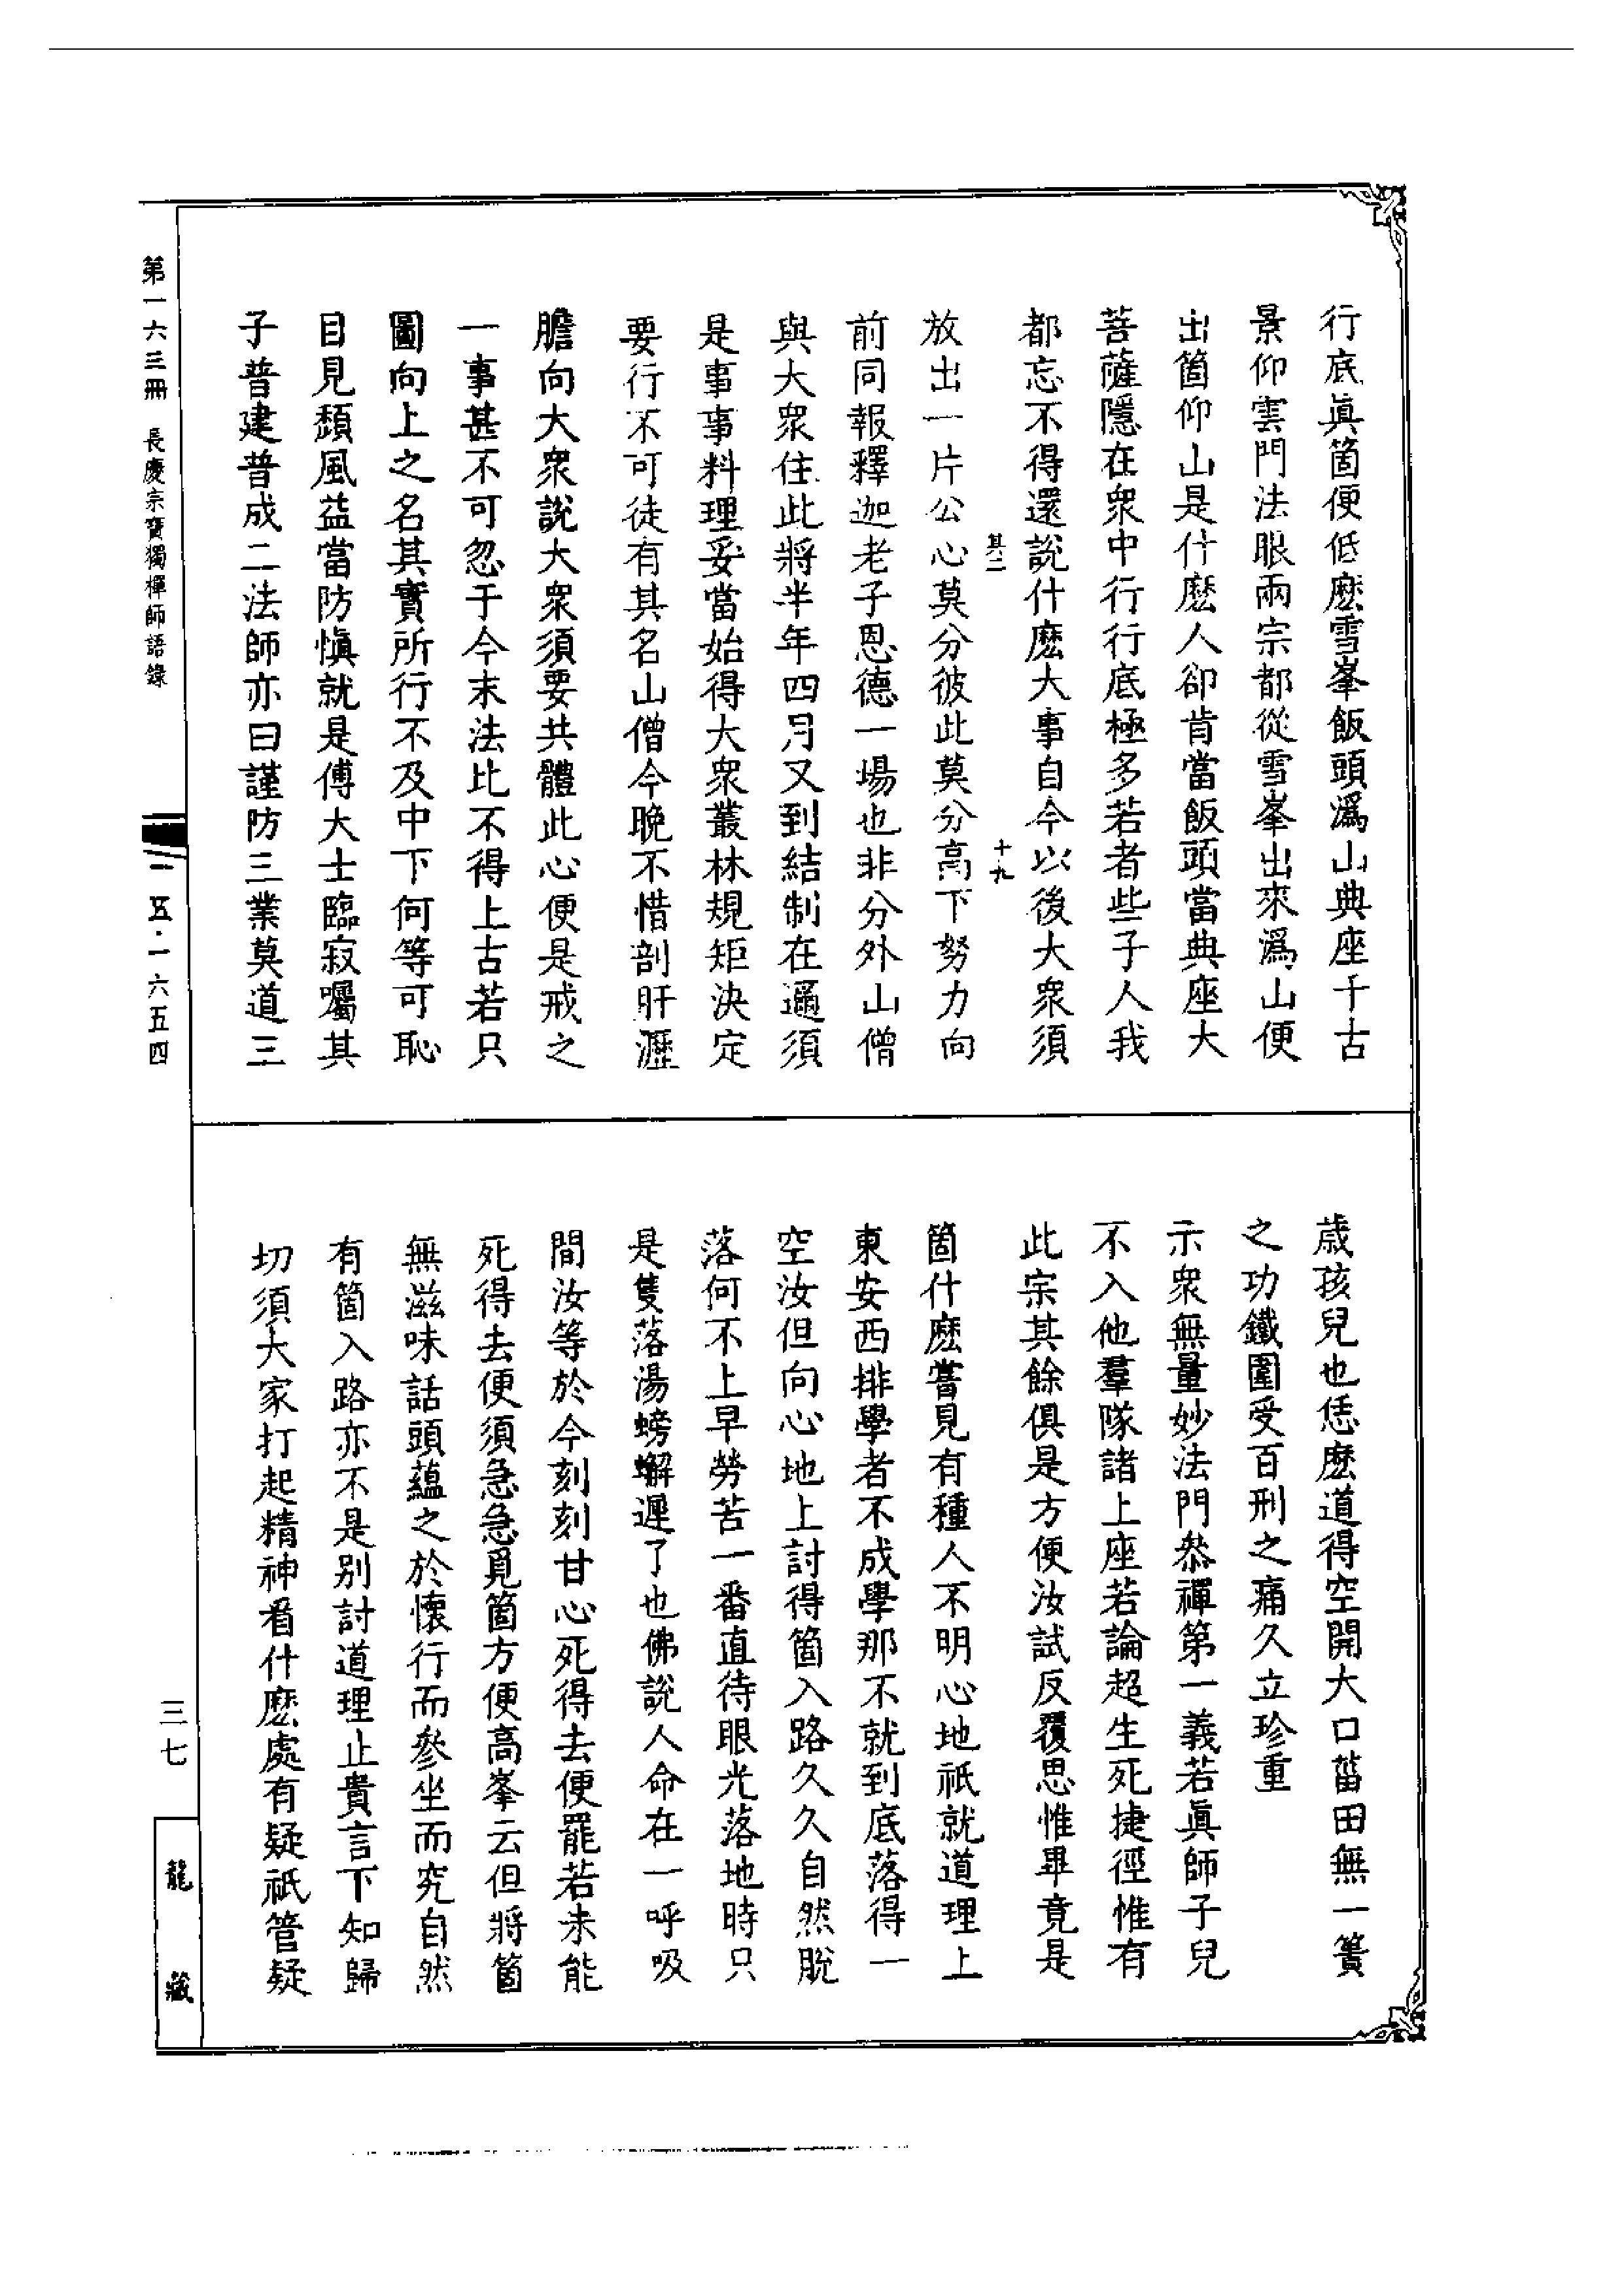 行底眞箇便低麽雪峯飯頭潙山典座千古
景仰雲門法眼兩宗都從雪峯出來潙山便
出箇仰山是什麽人卻肯當飯頭當典座大
菩薩隱在衆中行行底極多若者些子人我
都忘不得還說什麽大事自今以後大衆須
其二 十九
放出一片公心莫分彼此莫分高下努力向
前同報釋迦老子恩德一場也非分外山僧
與大衆住此將半年四月又到結制在邇須
是事事料理妥當始得大衆叢林規矩決定
要行不可徒有其名山僧今晚不惜剖肝瀝
膽向大衆說大衆須要共體此心便是戒之
一事甚不可忽于今末法比不得上古若只
圖向上之名其實所行不及中下何等可恥
目見頹風益當防愼就是傅大士臨寂囑其
子普建普成二法師亦曰謹防三業莫道三
歲孩兒也恁麽道得空開大口菑田無一簣
之功鐵圍受百刑之痛久立珍重
示衆無量妙法門叅禪第一義若眞師子兒
不入他羣隊諸上座若論超生死捷徑惟有
此宗其餘俱是方便汝試反覆思惟畢竟是
箇什麽嘗見有種人不明心地祇就道理上
東安西排學者不成學那不就到底落得一
空汝但向心地上討得箇入路久久自然脫
落何不上早勞苦一番直待眼光落地時只
是隻落湯螃蠏遲了也佛說人命在一呼吸
間汝等於今刻刻甘心死得去便罷若未能
死得去便須急急覓箇方便高峯云但將箇
無滋味話頭蘊之於懷行而參坐而究自然
有箇入路亦不是别討道理止貴言下知歸
切須大家打起精神看什麽處有疑祇管疑
第一六三冊 長慶宗寶獨禪師語錄
一五·一六五四
三七
龍藏